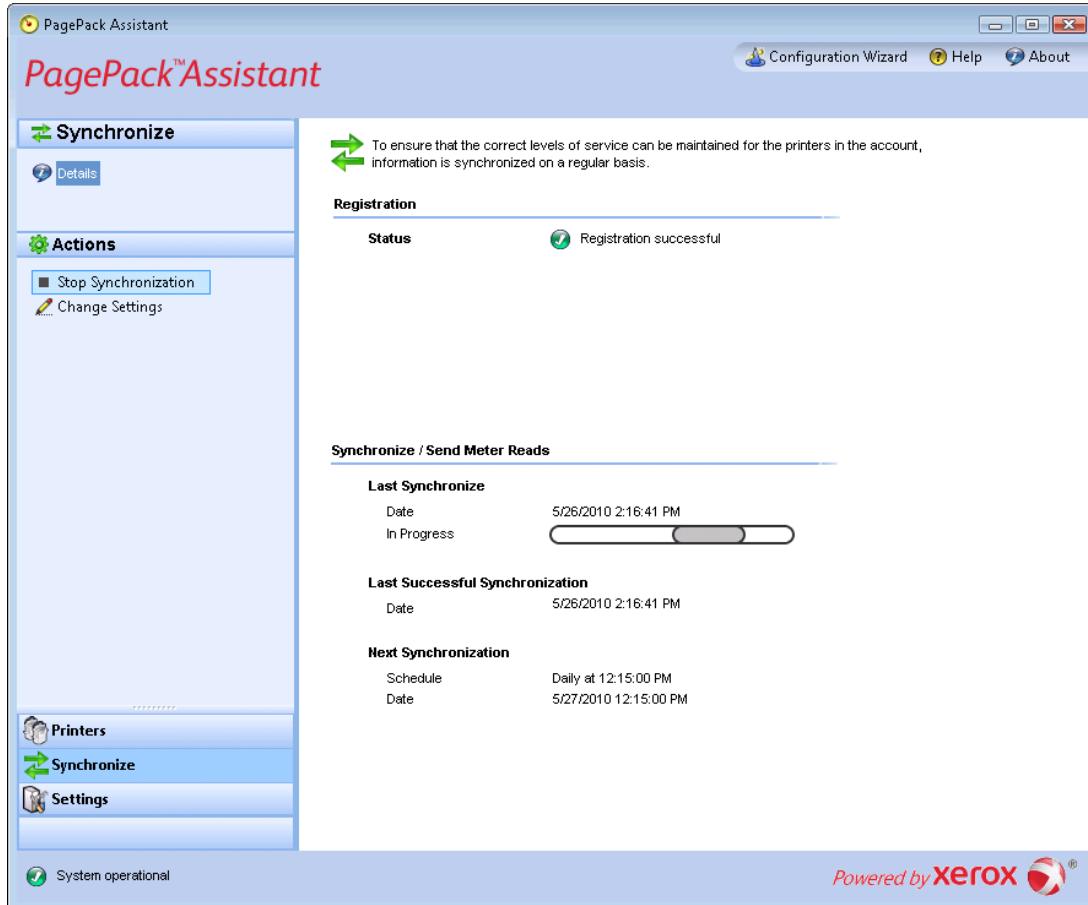 PagePack Assistant
PagePack™Assistant
Configuration Wizard Help About
Synchronize
Details
Actions
Stop Synchronization
Change Settings
To ensure that the correct levels of service can be maintained for the printers in the account,
information is synchronized on a regular basis.
Registration
Status Registration successful
Synchronize / Send Meter Reads
Last Synchronize
Date 5/26/2010 2:16:41 PM
In Progress
Last Successful Synchronization
Date 5/26/2010 2:16:41 PM
Next Synchronization
Schedule Daily at 12:15:00 PM
Date 5/27/2010 12:15:00 PM
Printers
Synchronize
Settings
System operational
Powered by xerox ®